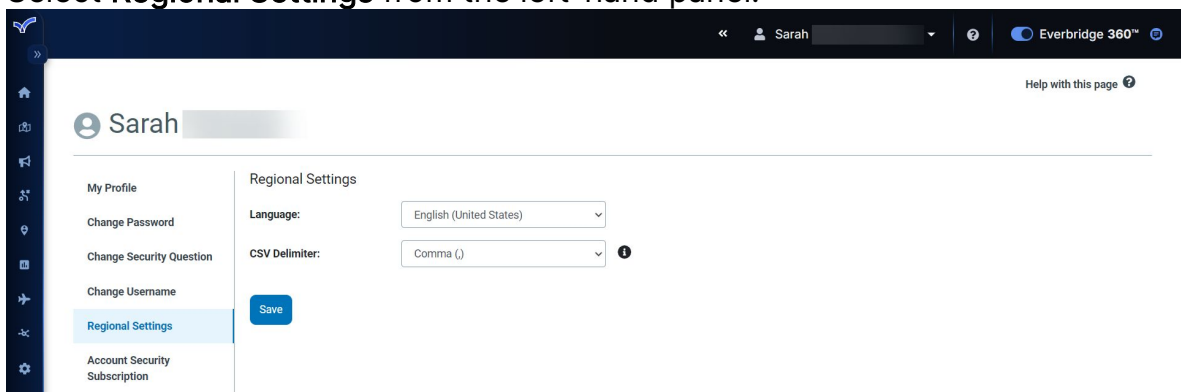 Select Regional Settings from the left-hand panel.
Sarah
Everbridge 360™
Help with this page
Sarah
My Profile
Change Password
Change Security Question
Change Username
Regional Settings
Account Security
Subscription
Regional Settings
Language:
English (United States)
CSV Delimiter:
Comma (,)
Save